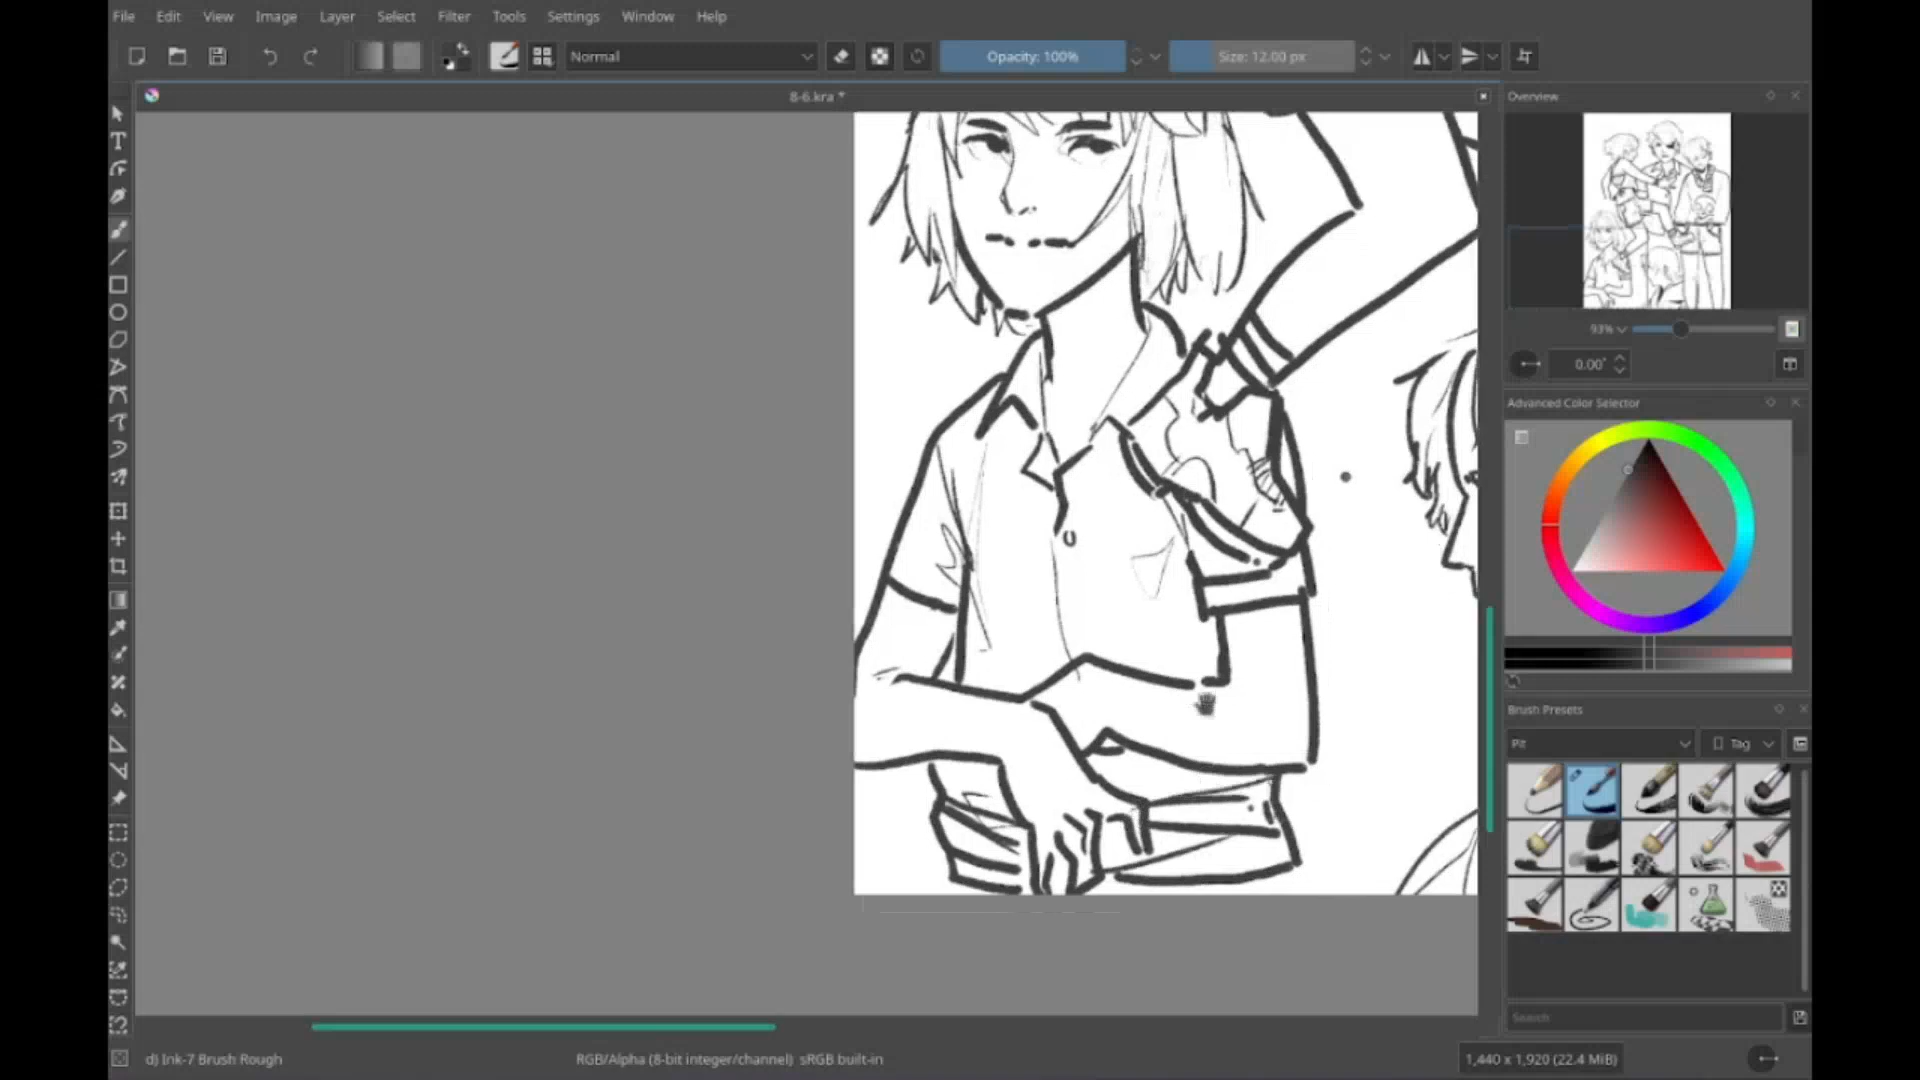 File Edit View Image Layer Select Filter Tools Settings Window Help
Normal
Opacity: 100%
Size: 12.00 px
8-6.kra *
Overview
93%
0.00°
Advanced Color Selector
Brush Presets
Tag
Search
d) Ink-7 Brush Rough
RGB/Alpha (8-bit integer/channel) sRGB built-in
1,440 x 1,920 (22.4 MiB)